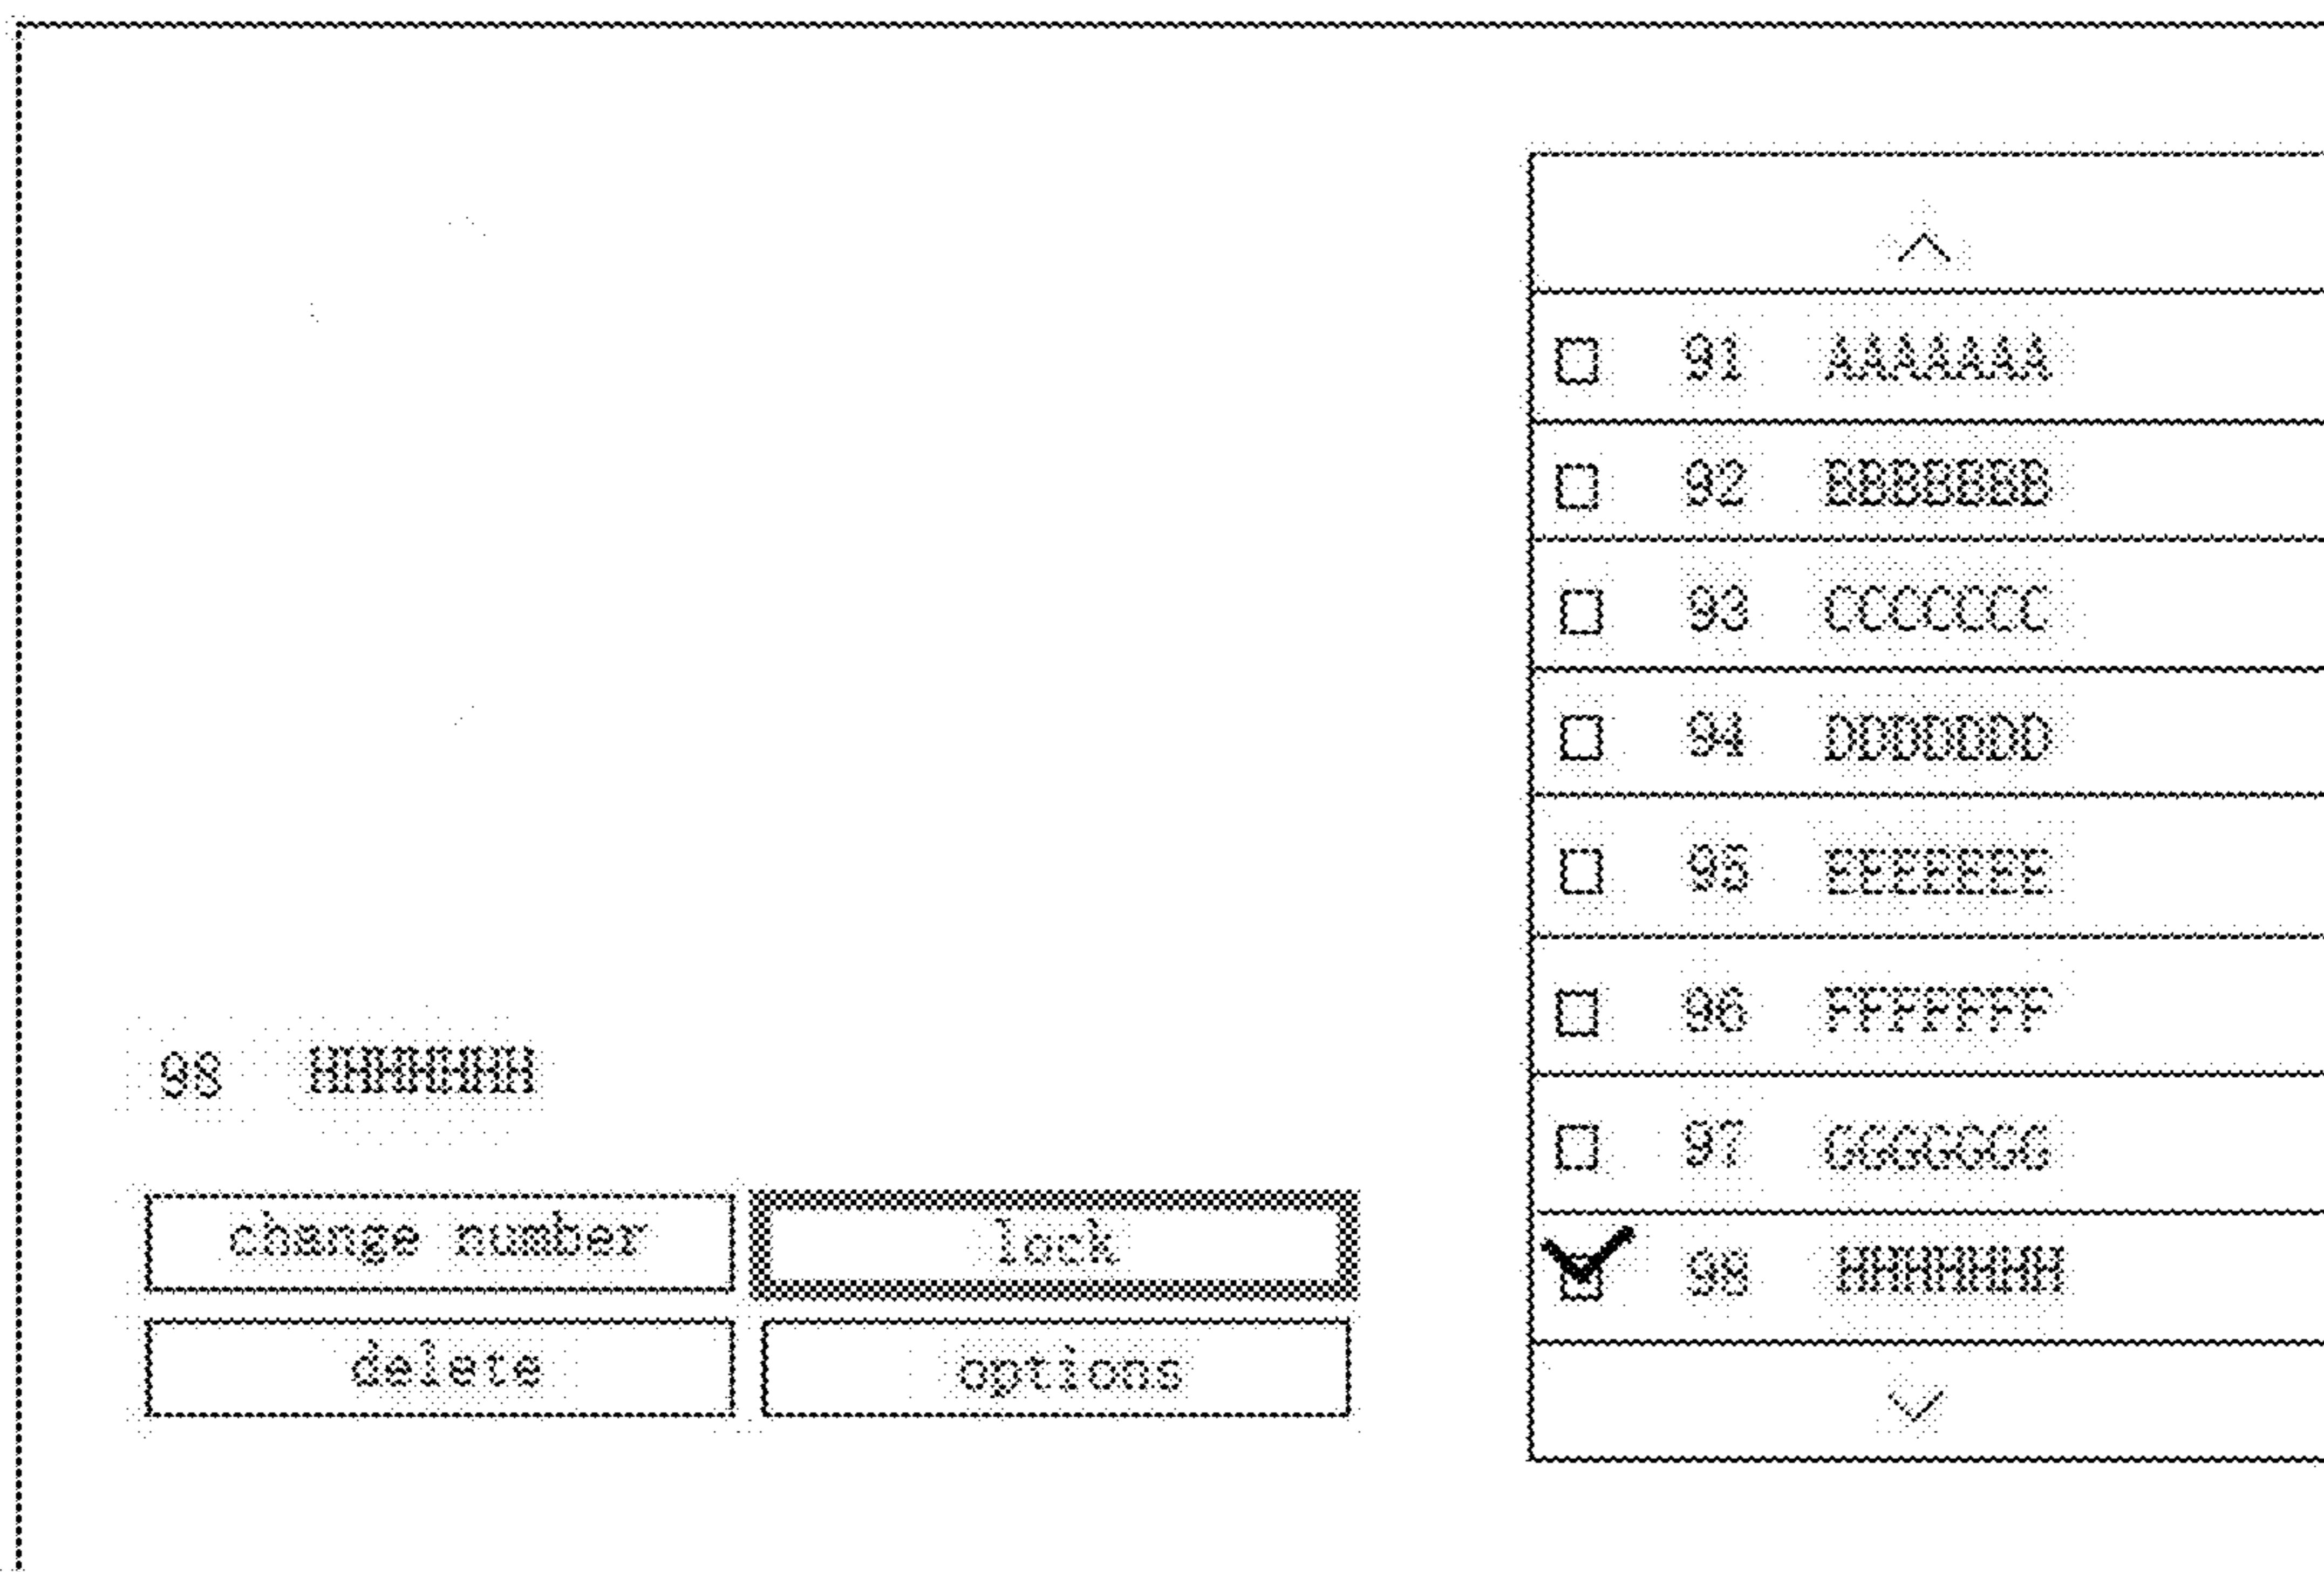 91 AAAAAAA
92 BBBBBBB
93 CCCCCCC
94 DDDDDDD
95 EEEEEEE
96 FFFFFFF
97 GGGGGGG
98 HHHHHHH
98 HHHHHHH
change number lock
delete options